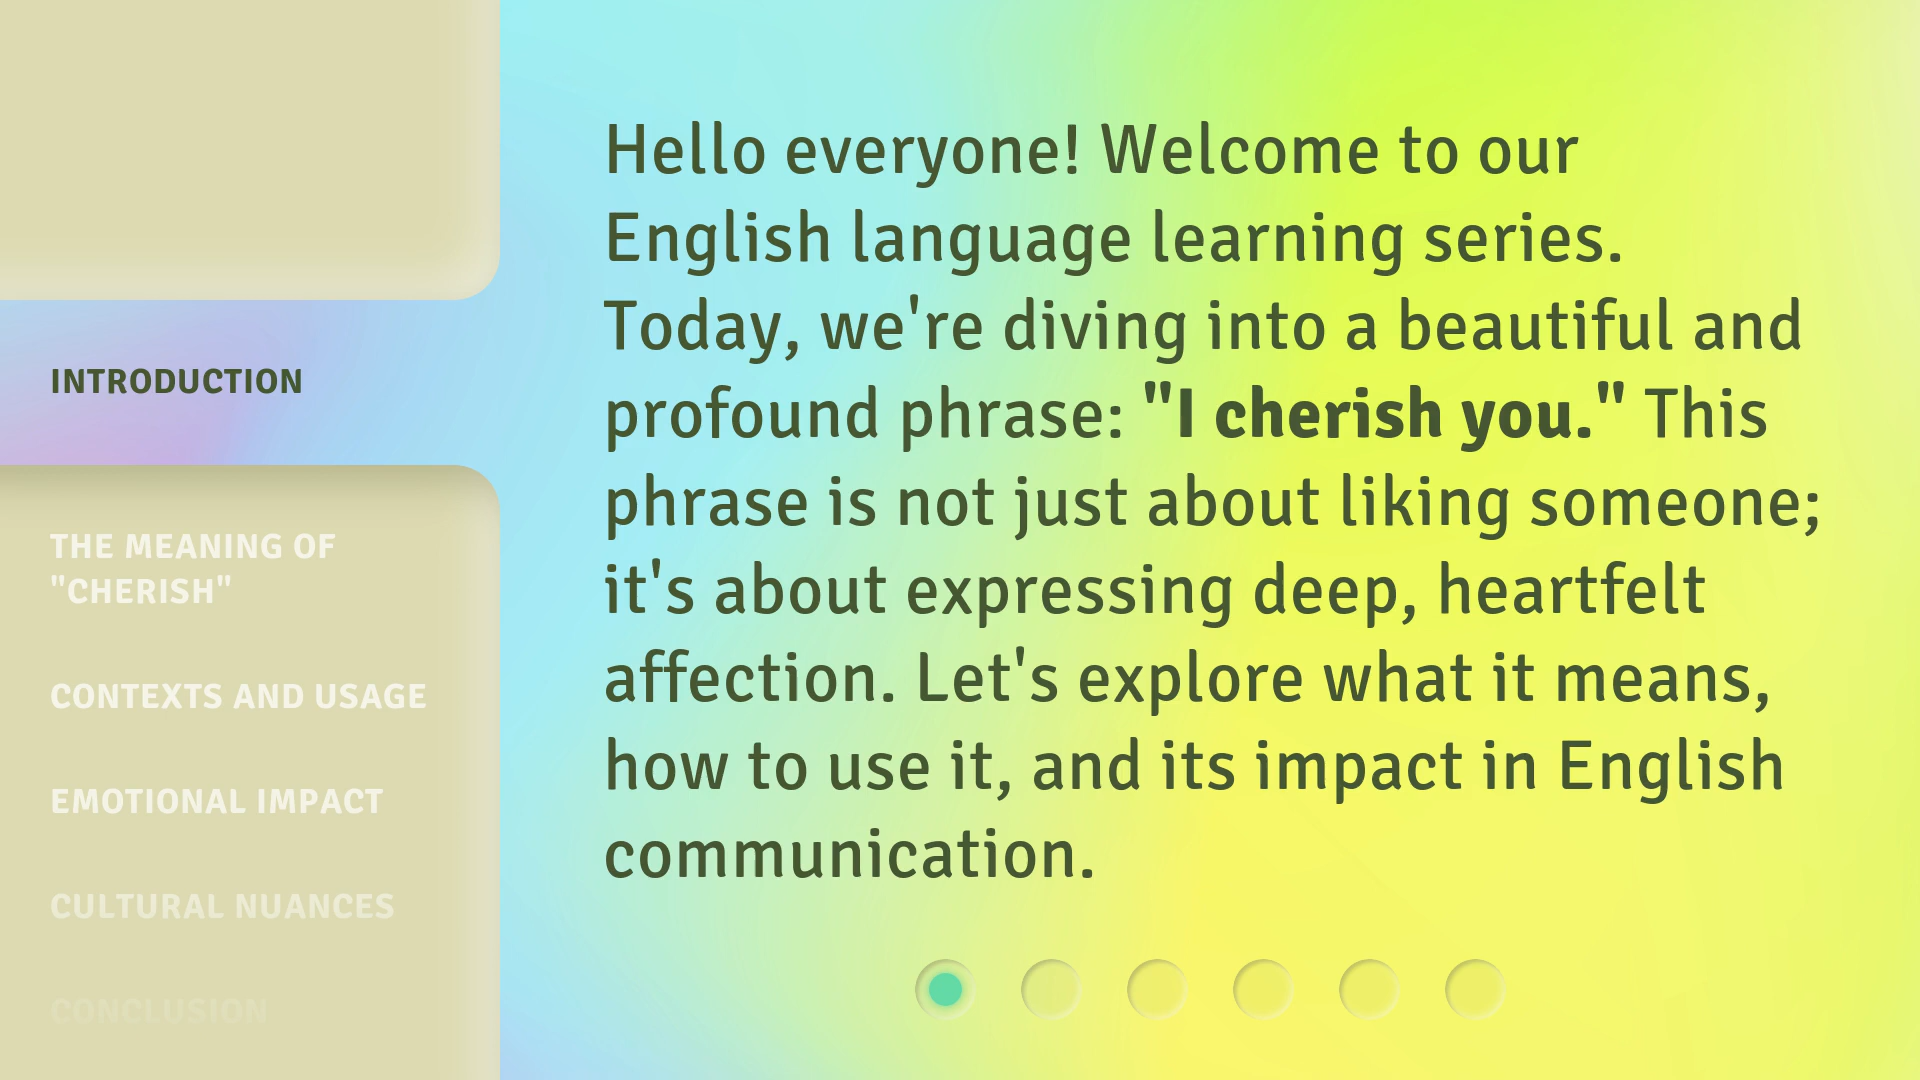 INTRODUCTION
THE MEANING OF
"CHERISH"
CONTEXTS AND USAGE
EMOTIONAL IMPACT
CULTURAL NUANCES
CONCLUSION
Hello everyone! Welcome to our
English language learning series.
Today, we're diving into a beautiful and
profound phrase: "I cherish you." This
phrase is not just about liking someone;
it's about expressing deep, heartfelt
affection. Let's explore what it means,
how to use it, and its impact in English
communication.